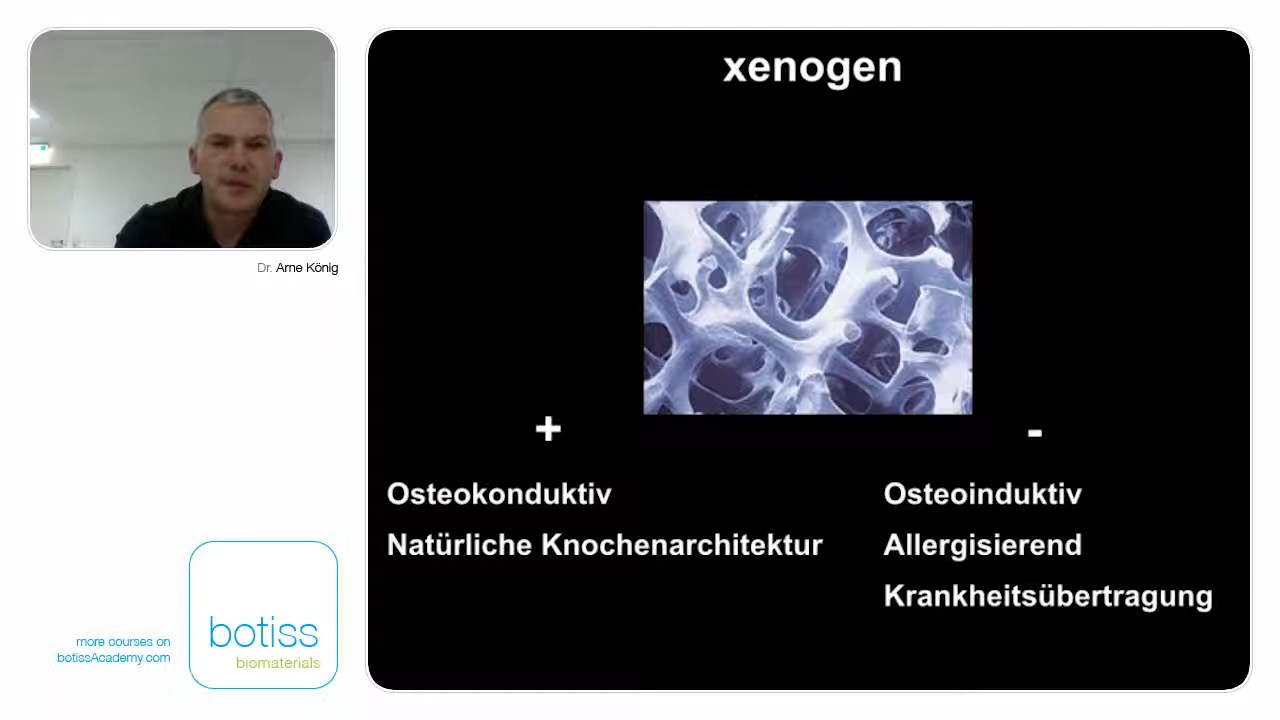 xenogen
Dr. Arne König
+
-
Osteokonduktiv
Natürliche Knochenarchitektur
Osteoinduktiv
Allergisierend
Krankheitsübertragung
more courses on
botissAcademy.com
botiss
biomaterials